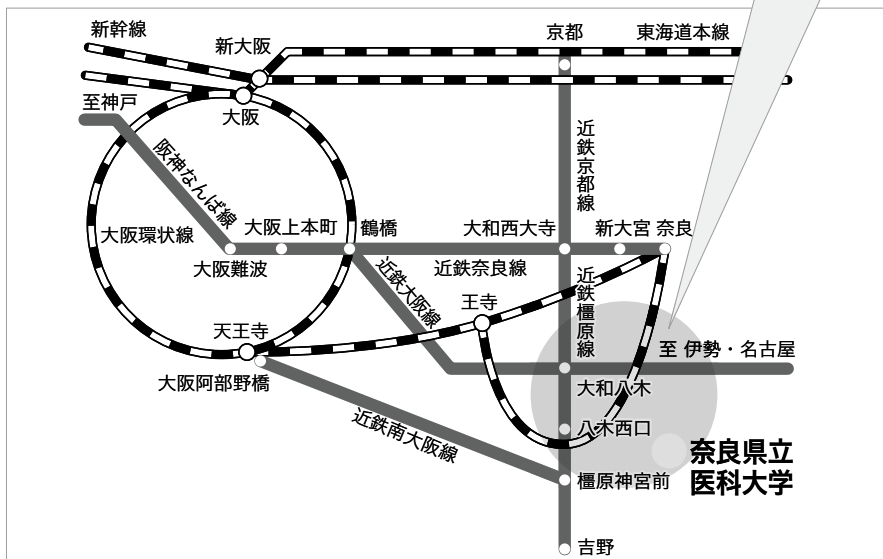 新幹線
新大阪
京都
東海道本線
至神戸
大阪
近鉄京都線
阪神なんば線
大阪環状線
大阪上本町
鶴橋
大和西大寺
新大宮
奈良
大阪難波
近鉄奈良線
近鉄大阪線
近鉄橿原線
王寺
天王寺
至 伊勢・名古屋
大阪阿部野橋
大和八木
近鉄南大阪線
八木西口
奈良県立
医科大学
橿原神宮前
吉野